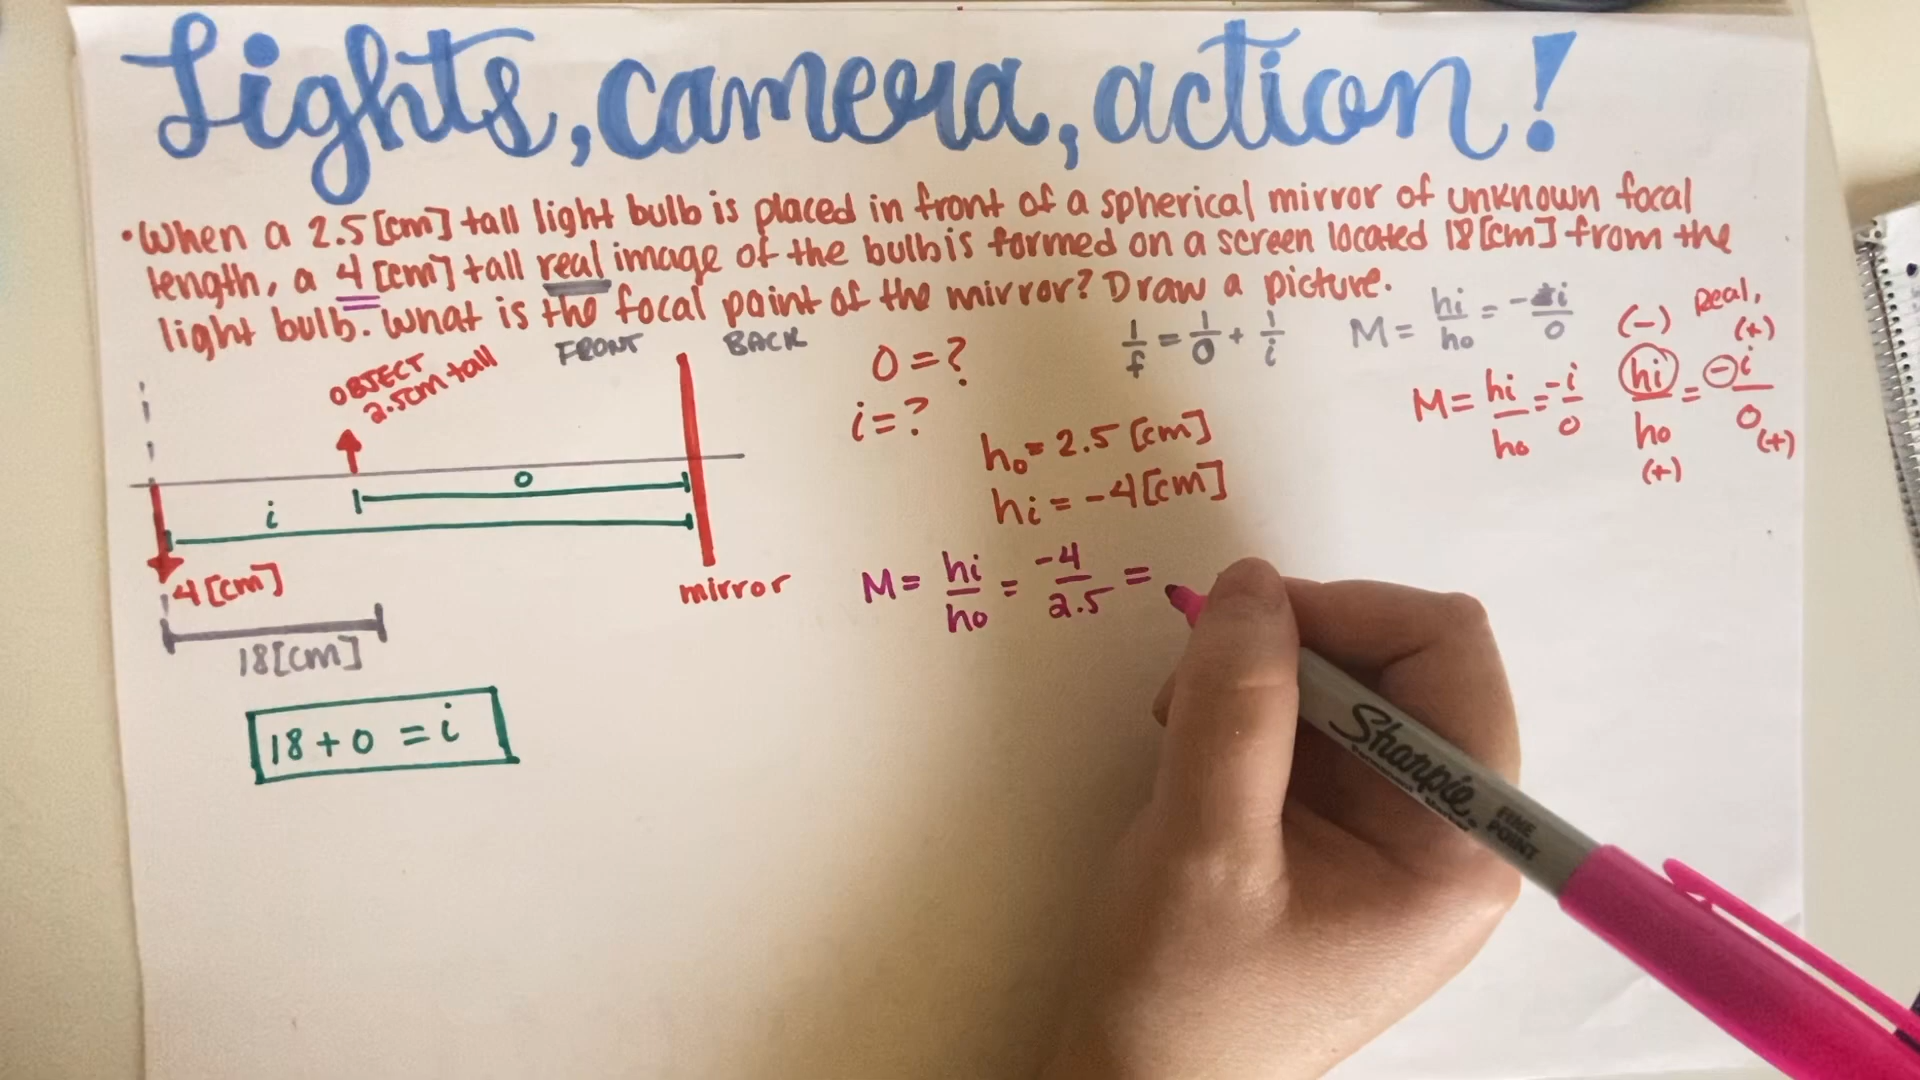 Lights, camera, action!
• When a 2.5 [cm] tall light bulb is placed in front of a spherical mirror of unknown focal
length, a 4 [cm] tall real image of the bulb is formed on a screen located 18 [cm] from the
light bulb. What is the focal point of the mirror? Draw a picture.
OBJECT
2.5cm tall
FRONT
BACK
i
o
4 [cm]
mirror
18 [cm]
18 + o = i
o = ?
i = ?
1/f = 1/o + 1/i
M = hi/ho = -i/o
ho = 2.5 [cm]
hi = -4 [cm]
M = hi/ho = -i/o
Real,
(-) (+)
hi/ho = -i/o
(+) (+)
M = hi/ho = -4/2.5 =
Sharpie
FINE
POINT